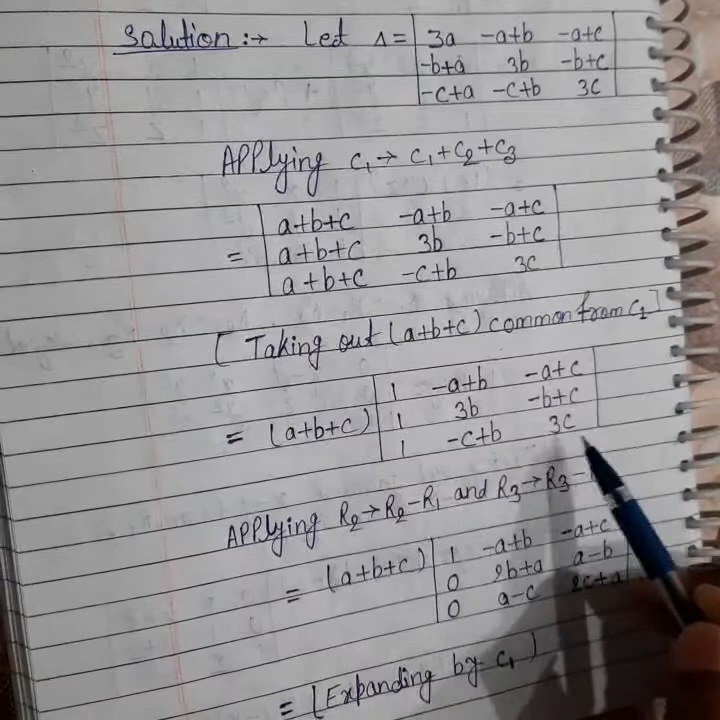 Solution :→ Let Δ = | 3a -a+b -a+c |
| -b+a 3b -b+c |
| -c+a -c+b 3c |
APPlying C₁ → C₁+C₂+C₃
| a+b+c -a+b -a+c |
= | a+b+c 3b -b+c |
| a+b+c -c+b 3c |
[ Taking out (a+b+c) common from C₁ ]
| 1 -a+b -a+c |
= (a+b+c) | 1 3b -b+c |
| 1 -c+b 3c |
APPlying R₂→R₂-R₁ and R₃→R₃-
| 1 -a+b -a+c
= (a+b+c) | 0 2b+a a-b |
| 0 a-c 2c+a
= (Expanding by C₁)